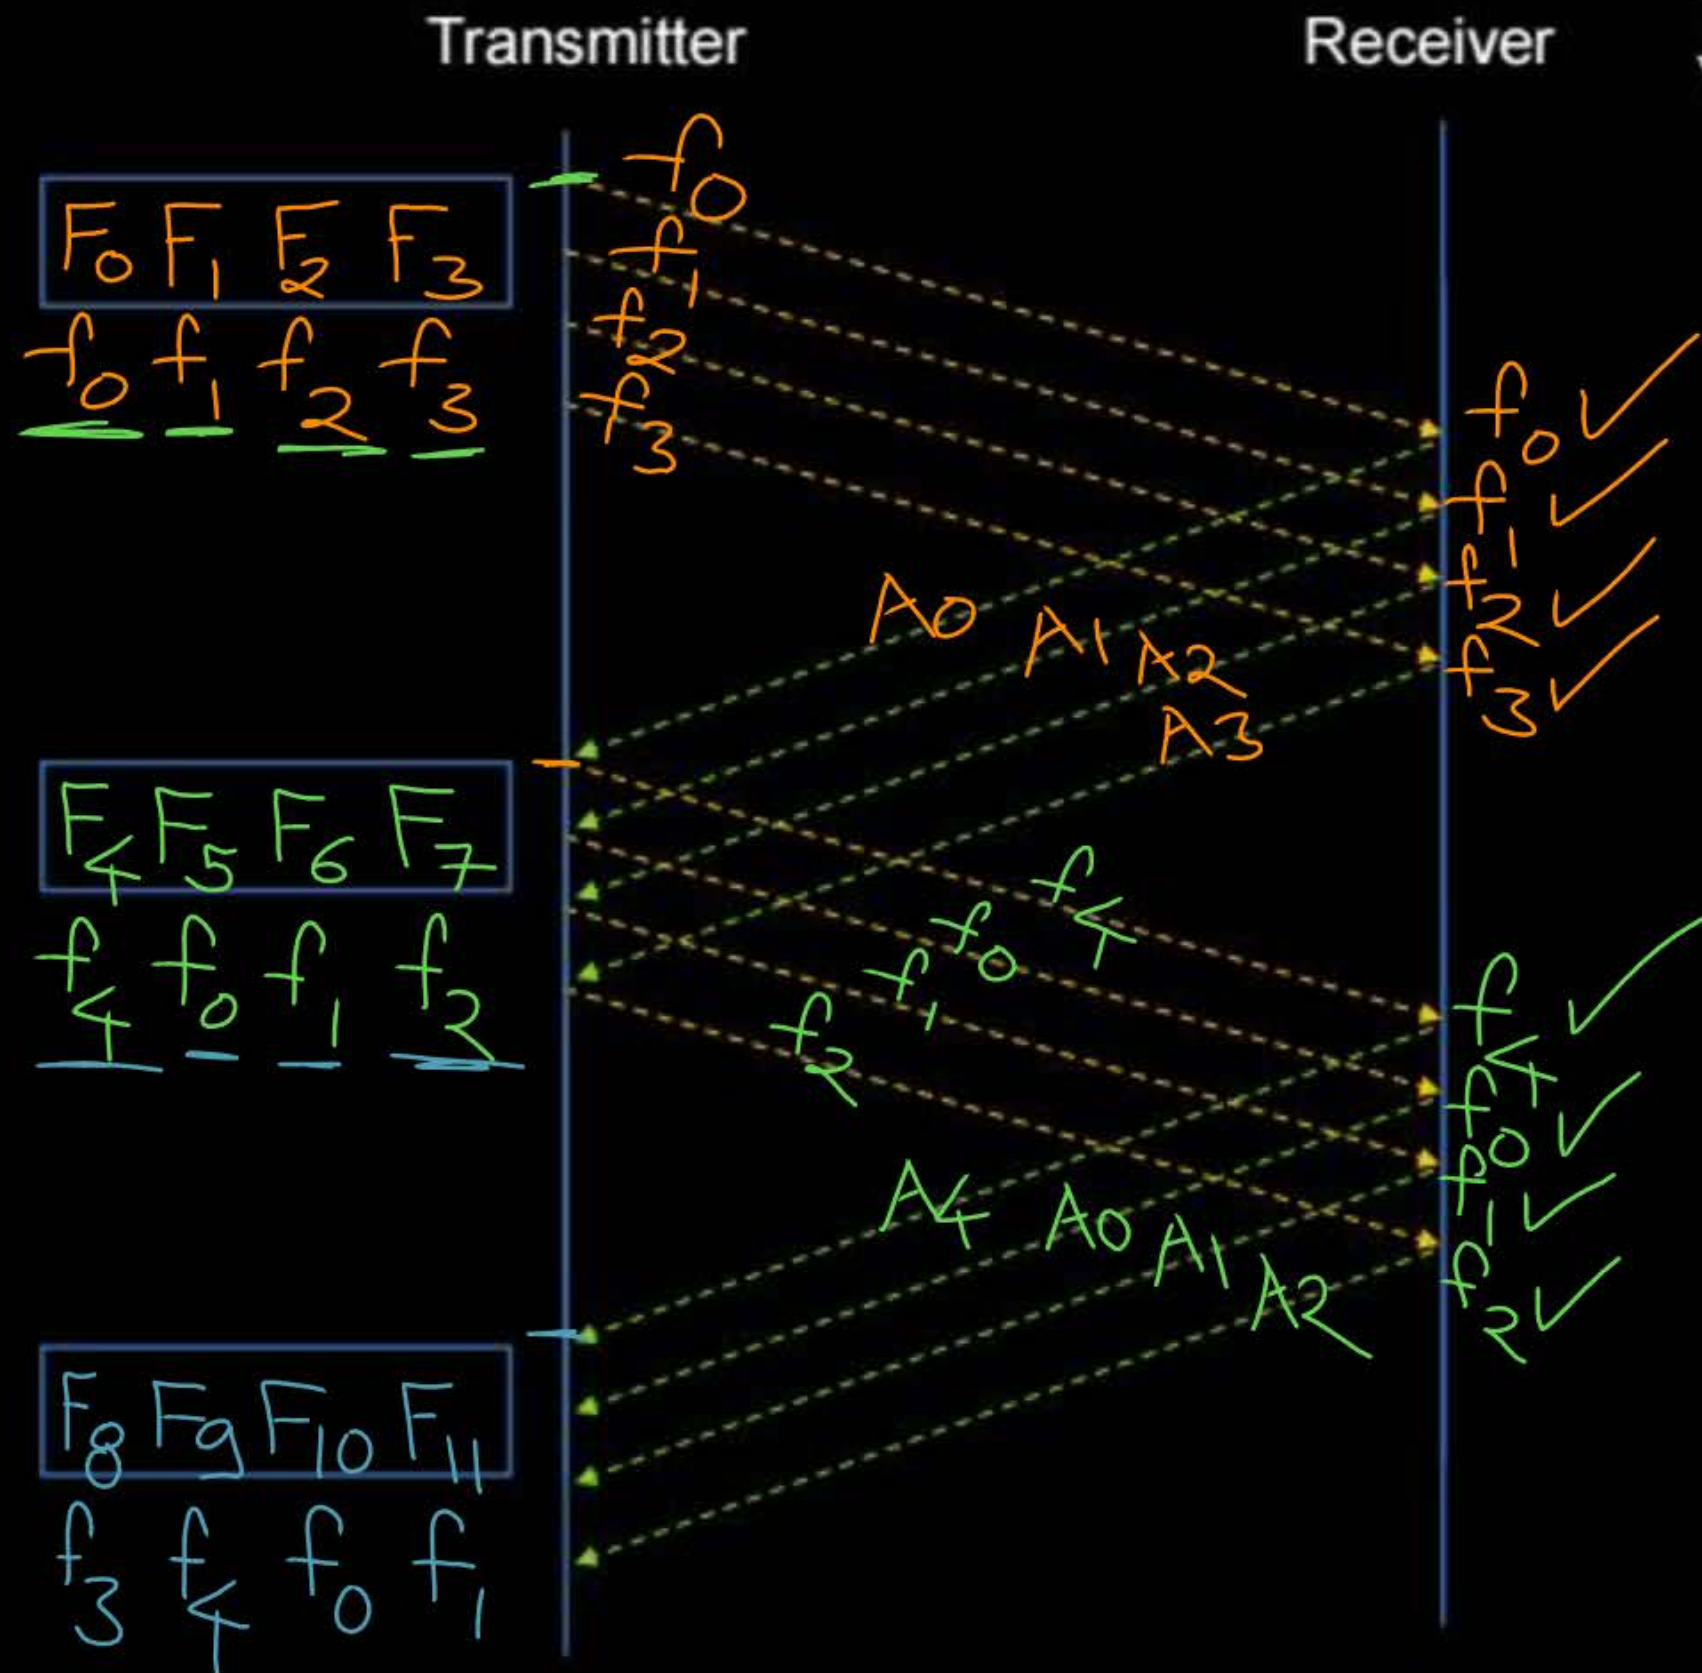 Transmitter Receiver
f0
F0 F1 F2 F3
f1
f0 f1 f2 f3
f2
f3
f0
f1
f2
f3
A0 A1 A2
A3
F4 F5 F6 F7
f4 f0 f1 f2
f4
f0
f1
f2
f4
f0
f1
f2
A4 A0 A1 A2
F8 F9 F10 F11
f3 f4 f0 f1